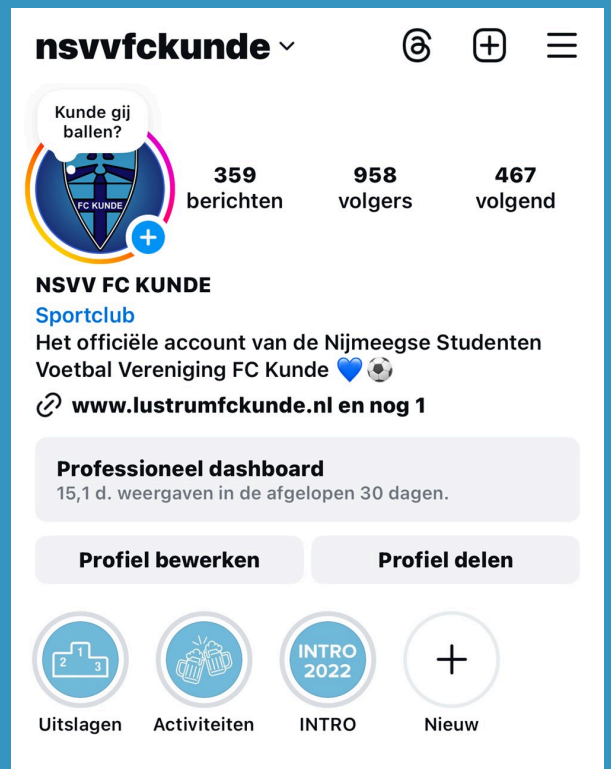 nsvvfckunde
Kunde gij
ballen?
FC KUNDE
359
berichten
958
volgers
467
volgend
NSVV FC KUNDE
Sportclub
Het officiële account van de Nijmeegse Studenten
Voetbal Vereniging FC Kunde 💙⚽
www.lustrumfckunde.nl en nog 1
Professioneel dashboard
15,1 d. weergaven in de afgelopen 30 dagen.
Profiel bewerken
Profiel delen
1
2
3
INTRO
2022
Uitslagen
Activiteiten
INTRO
Nieuw